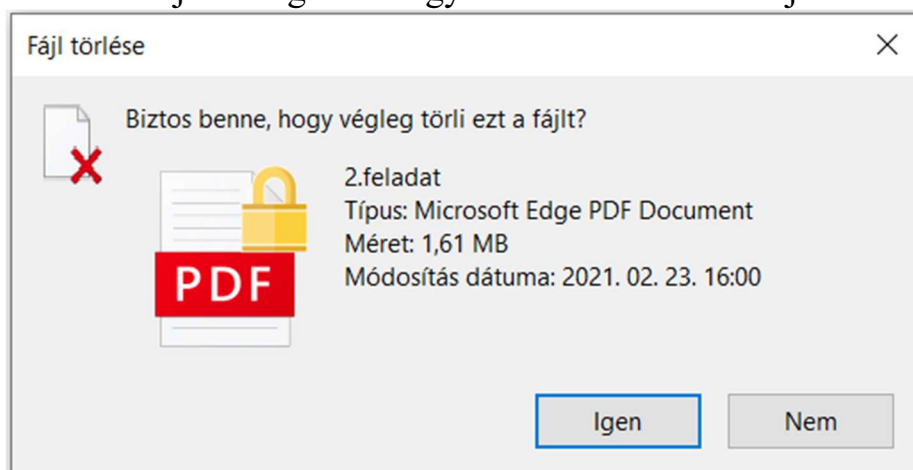 Fájl törlése
Biztos benne, hogy végleg törli ezt a fájlt?
2.feladat
Típus: Microsoft Edge PDF Document
Méret: 1,61 MB
Módosítás dátuma: 2021. 02. 23. 16:00
PDF
Igen
Nem